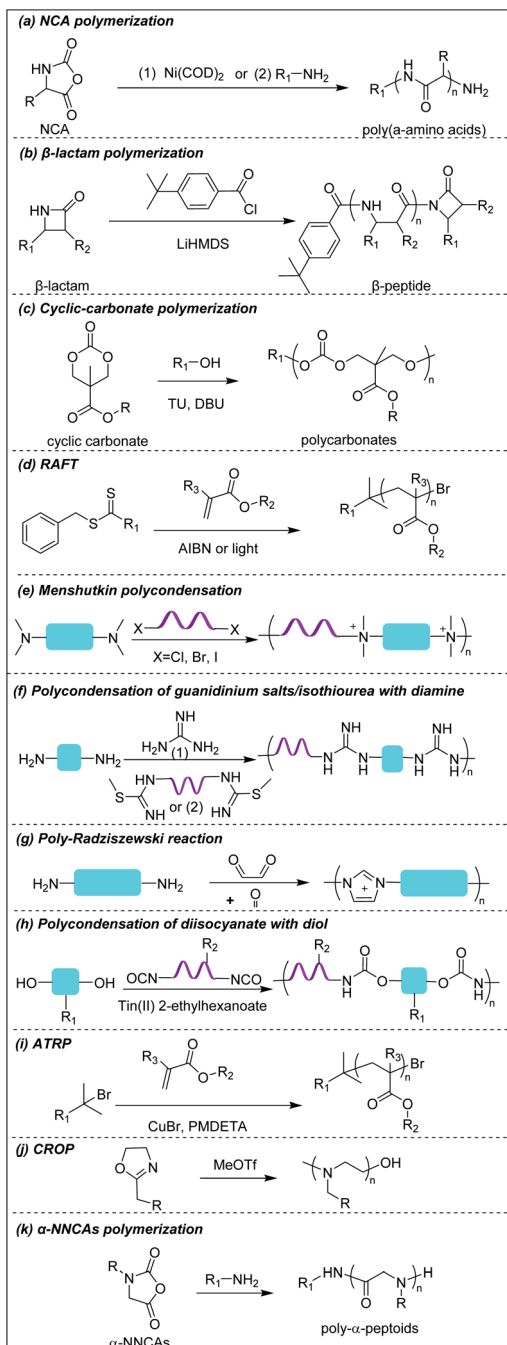 (a) NCA polymerization
O
HN
O
R
O
NCA
(1) Ni(COD)2 or (2) R1-NH2
R1
H
N
R
O
n
NH2
poly(a-amino acids)
(b) β-lactam polymerization
HN
O
R1
R2
β-lactam
O
Cl
LiHMDS
O
NH
R1
R2
O
n
N
O
R2
R1
β-peptide
(c) Cyclic-carbonate polymerization
O
O
O
O
O
R
cyclic carbonate
R1-OH
TU, DBU
R1
O
O
O
O
n
O
O
R
polycarbonates
(d) RAFT
S
S
R1
R3
O
O
R2
AIBN or light
R1
R3
Br
n
O
O
R2
(e) Menshutkin polycondensation
N
N
X
X
X=Cl, Br, I
+
N
+
N
n
(f) Polycondensation of guanidinium salts/isothiourea with diamine
H2N
NH2
NH
H2N
NH2
(1)
S
NH
H
N
HN
NH
S
or (2)
NH
N
H
NH
NH
N
H
n
(g) Poly-Radziszewski reaction
H2N
NH2
O
O
+
O
N
+
N
n
(h) Polycondensation of diisocyanate with diol
HO
OH
R1
OCN
R2
NCO
Tin(II) 2-ethylhexanoate
R2
O
N
H
O
R1
O
O
N
H
n
(i) ATRP
Br
R1
R3
O
O
R2
CuBr, PMDETA
R1
R3
Br
n
O
O
R2
(j) CROP
O
N
R
MeOTf
N
OH
n
R
(k) α-NNCAs polymerization
R
N
O
O
O
α-NNCAs
R1-NH2
R1
HN
O
N
R
H
n
poly-α-peptoids